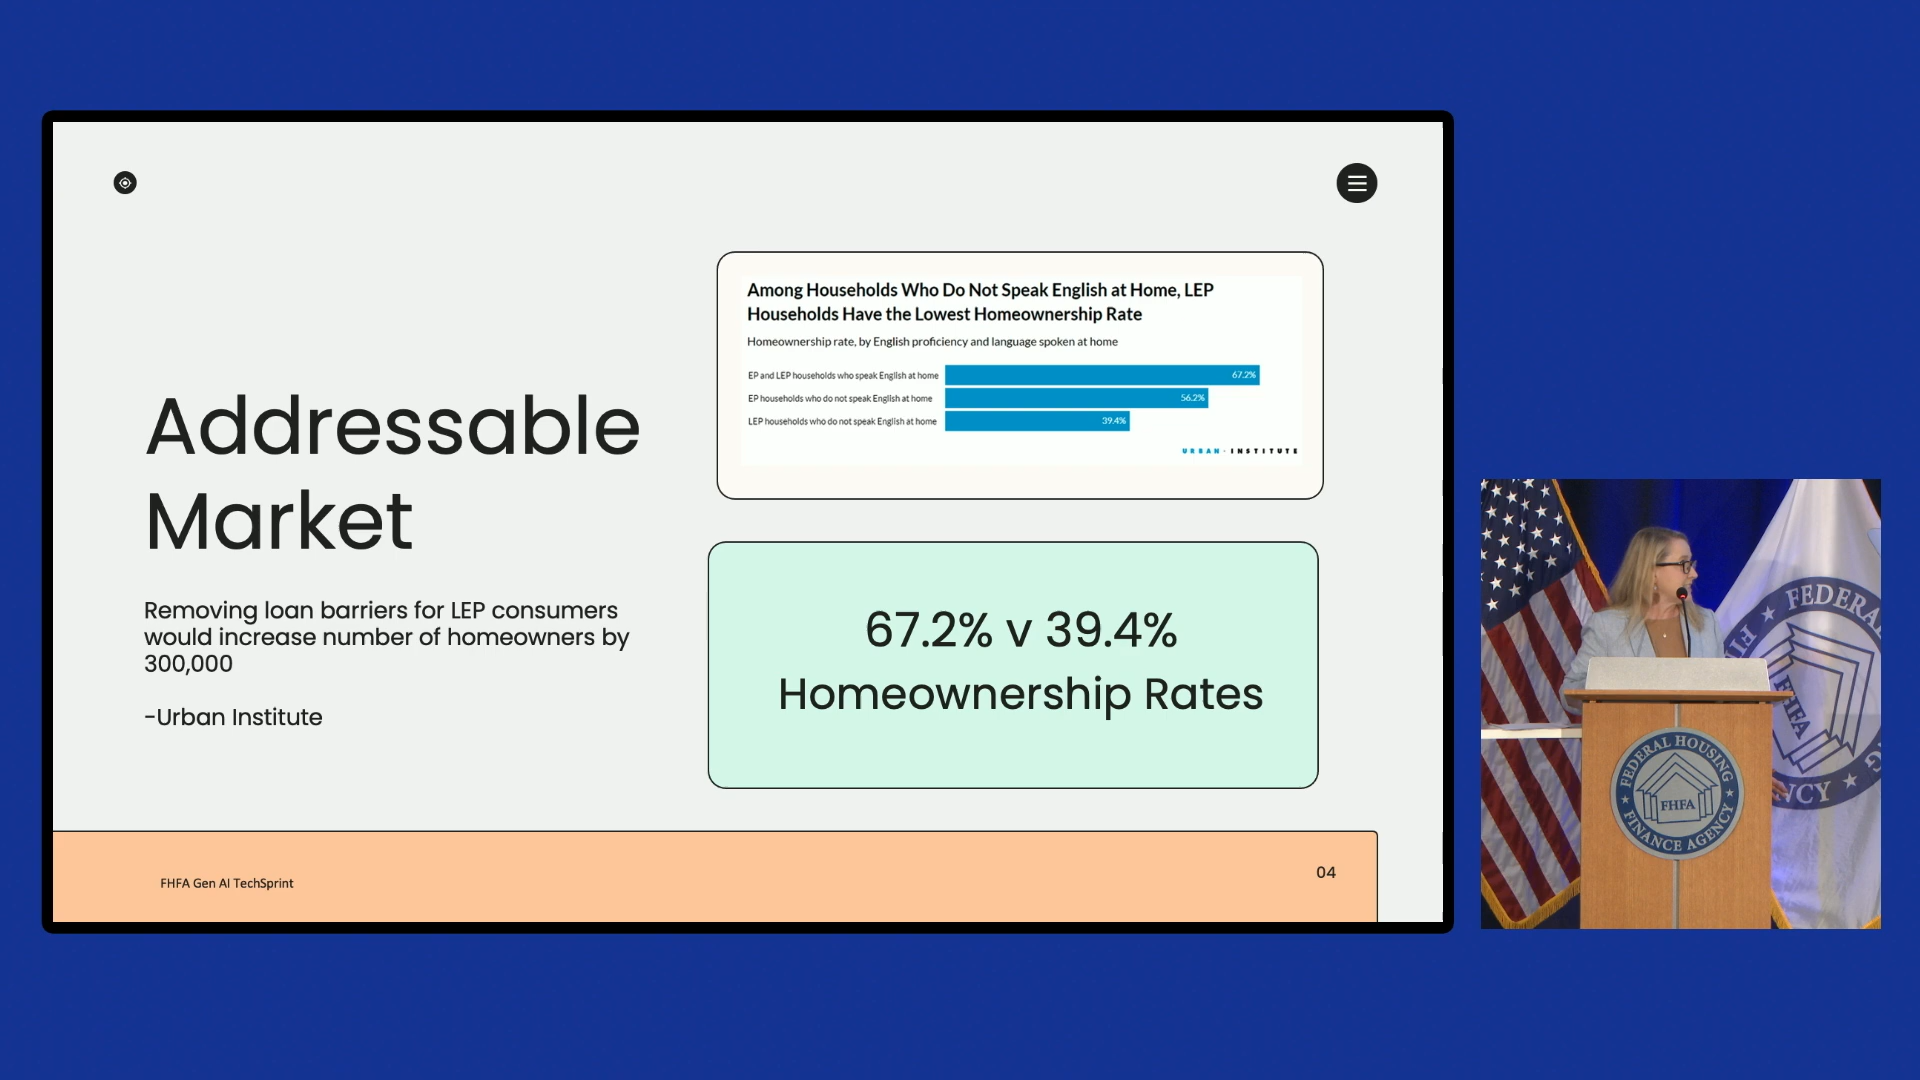 Addressable
Market
Removing loan barriers for LEP consumers
would increase number of homeowners by
300,000
-Urban Institute
Among Households Who Do Not Speak English at Home, LEP
Households Have the Lowest Homeownership Rate
Homeownership rate, by English proficiency and language spoken at home
EP and LEP households who speak English at home 67.2%
EP households who do not speak English at home 56.2%
LEP households who do not speak English at home 39.4%
URBAN · INSTITUTE
67.2% v 39.4%
Homeownership Rates
FHFA Gen AI TechSprint
04
FEDERAL HOUSING
FHFA
FINANCE AGENCY
FEDERA
FHFA
NCY